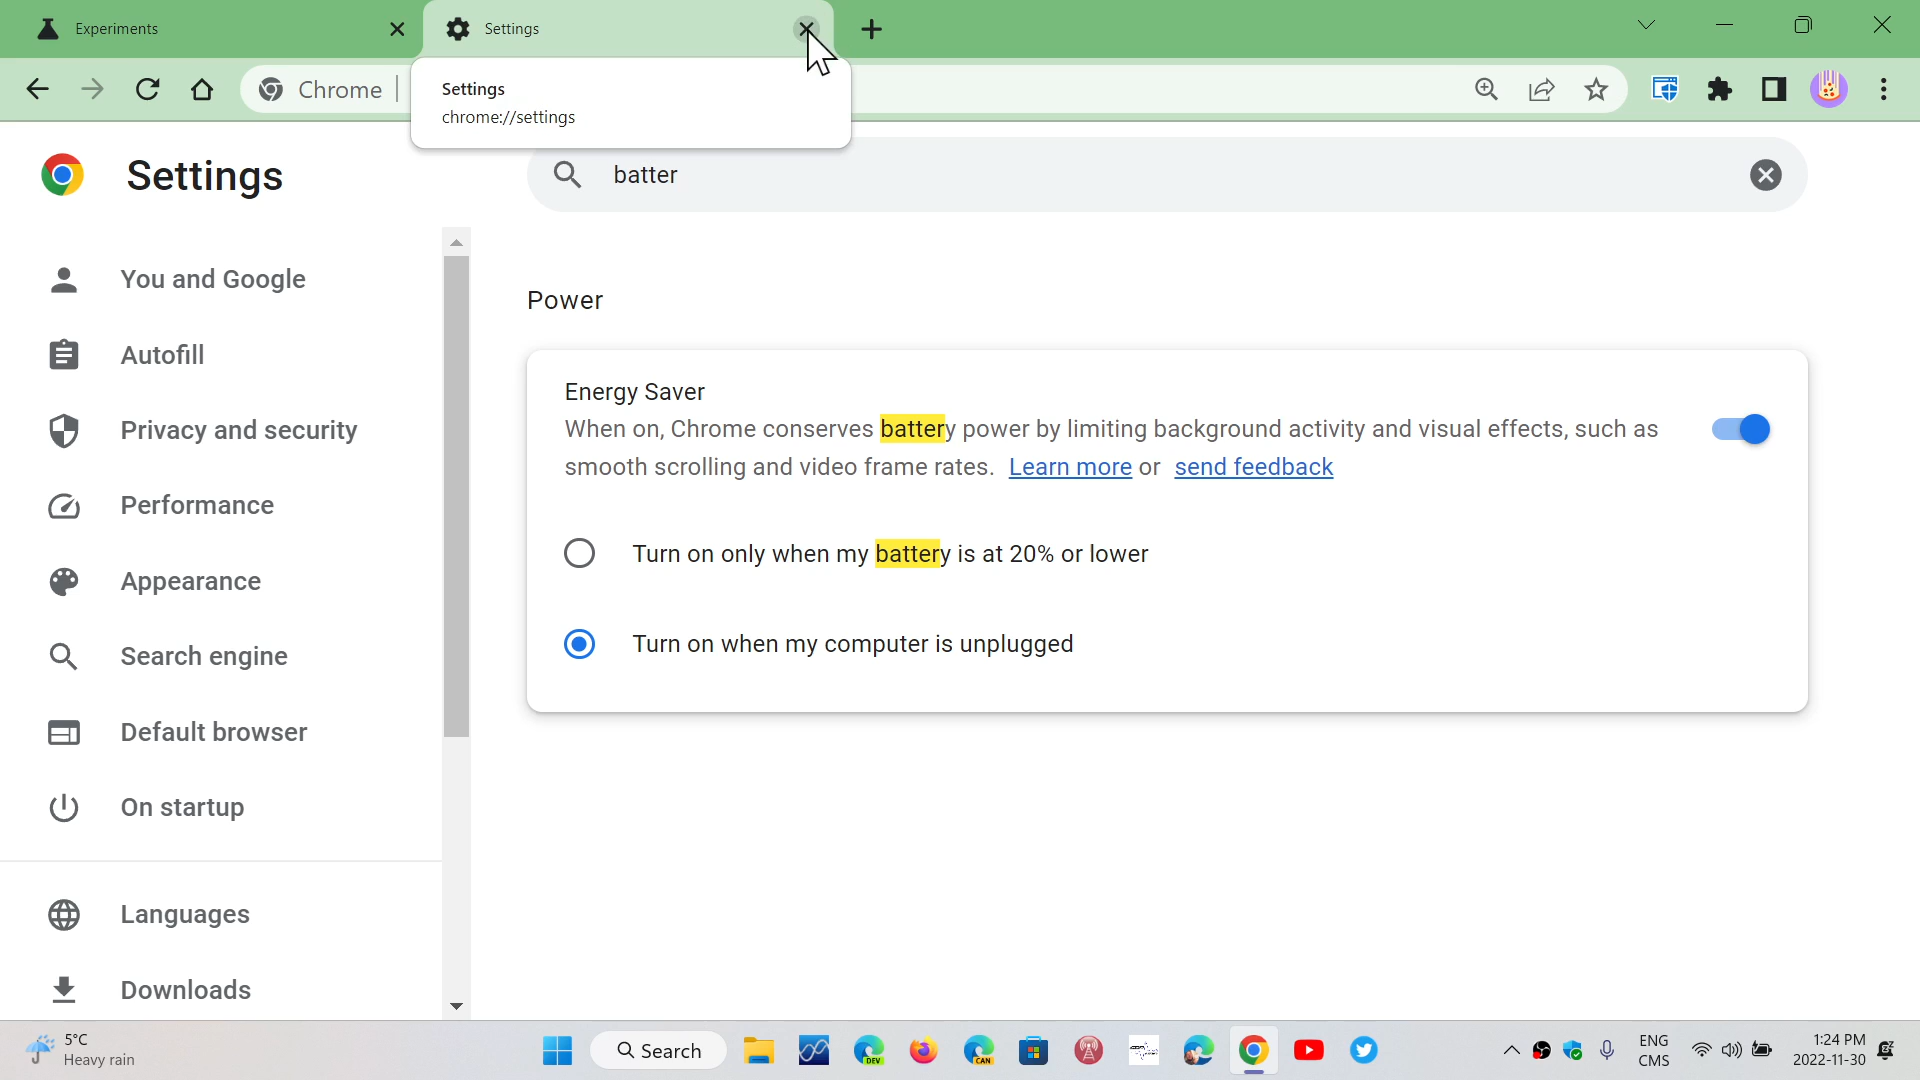 Experiments
Settings
Chrome
Settings
chrome://settings
Settings
batter
You and Google
Autofill
Privacy and security
Performance
Appearance
Search engine
Default browser
On startup
Languages
Downloads
Power
Energy Saver
When on, Chrome conserves battery power by limiting background activity and visual effects, such as
smooth scrolling and video frame rates. Learn more or send feedback
Turn on only when my battery is at 20% or lower
Turn on when my computer is unplugged
5°C
Heavy rain
Search
DEV
CAN
ENG
CMS
1:24 PM
2022-11-30